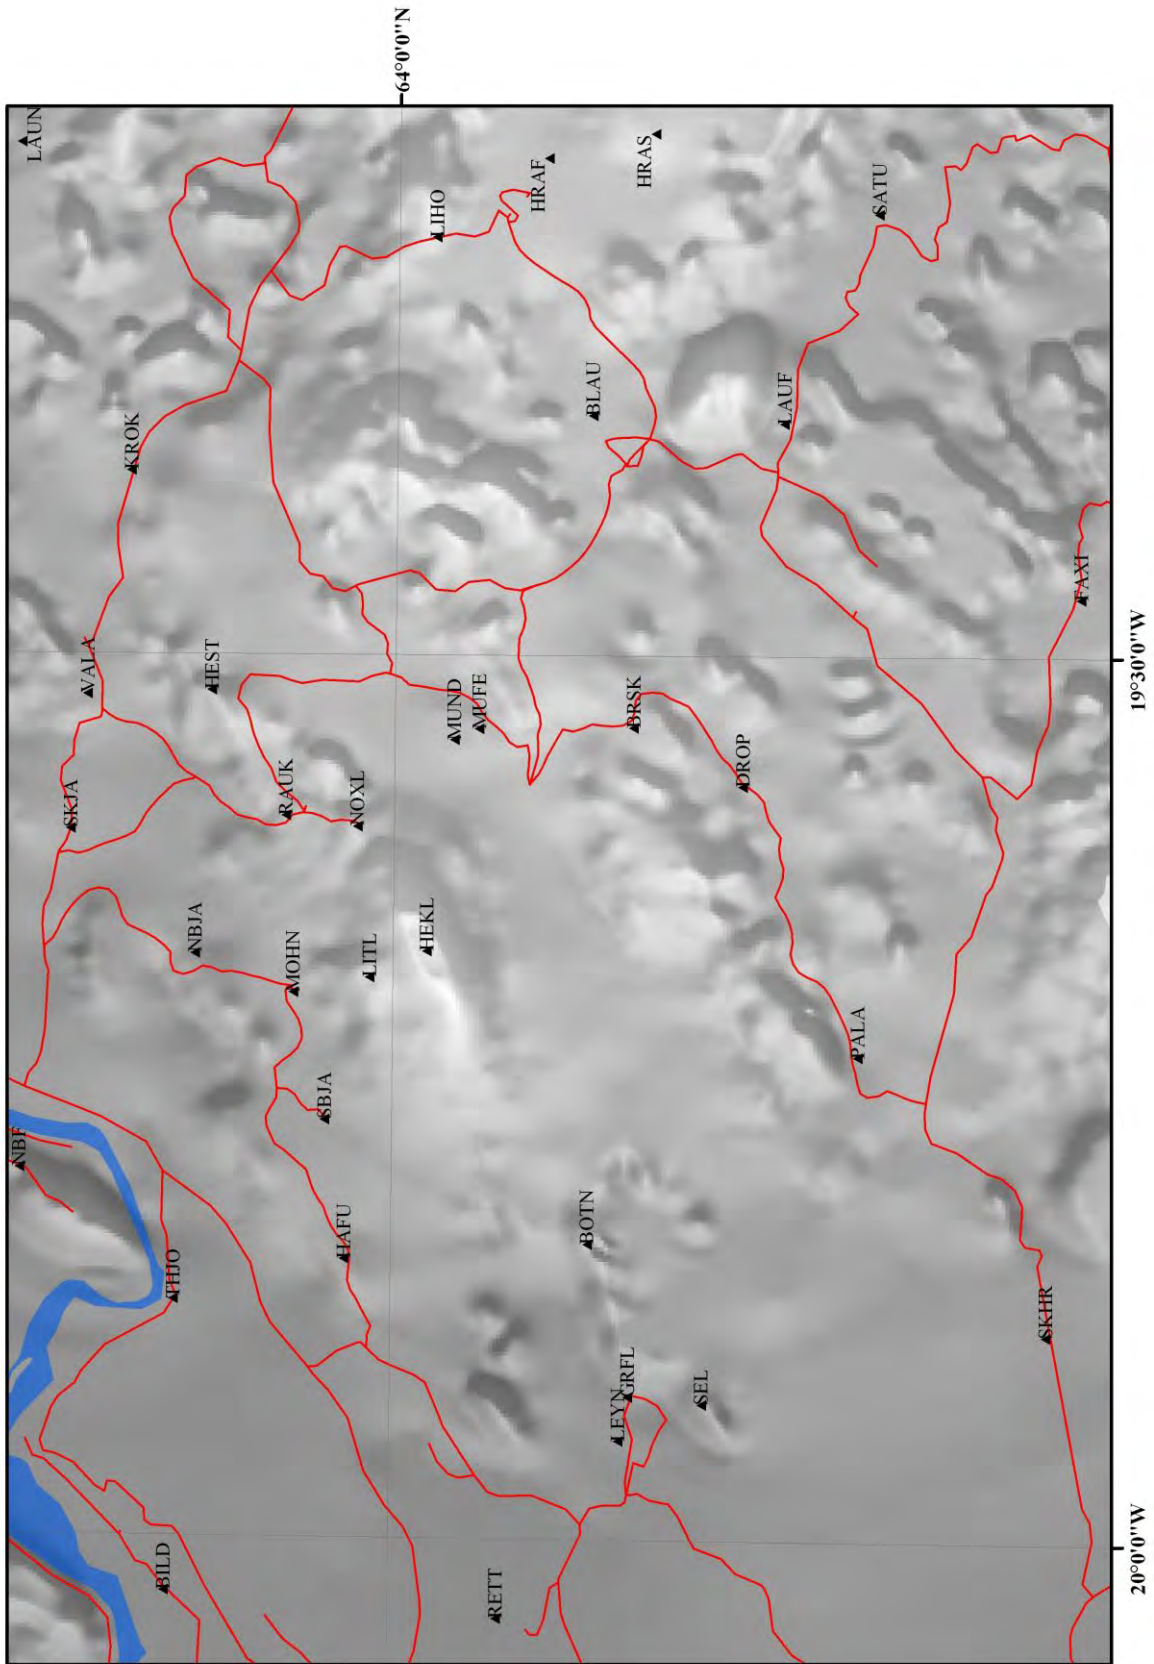 64°0'0"N
LAUN
HRAF
HRAS
LIHO
SATU
BLAU
LAUF
KROK
FAXI
VALA
HEST
MUND
MUFE
BRSK
19°30'0"W
DROP
SKJA
RAUK
NOXL
NBJA
MOHN
LITL
HEKL
PALA
SBJA
NBF
BOTN
HAFU
THJO
SKHR
GRFL
LEYN
SEL
BILD
RETT
20°0'0"W